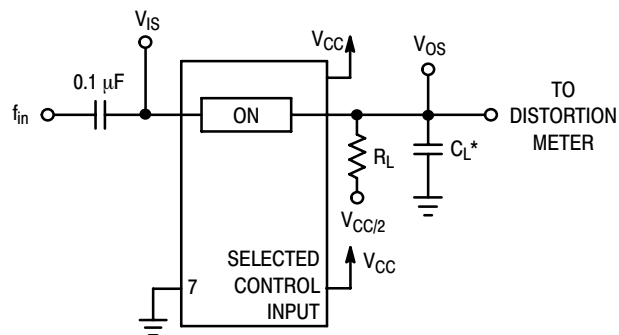 V_IS
V_CC
V_OS
0.1 μF
f_in
ON
TO
DISTORTION
METER
R_L
C_L*
V_CC/2
SELECTED
CONTROL
INPUT
V_CC
7